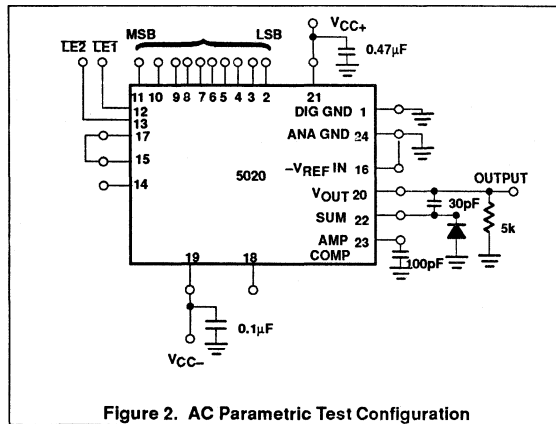 VCC+
LE2 LE1 MSB LSB
0.47μF
11 10 9 8 7 6 5 4 3 2 21
12
13
17
15
14
DIG GND 1
ANA GND 24
-VREF IN 16
5020
VOUT 20
OUTPUT
30pF
SUM 22
5k
AMP COMP 23
100pF
19 18
0.1μF
VCC-
Figure 2. AC Parametric Test Configuration